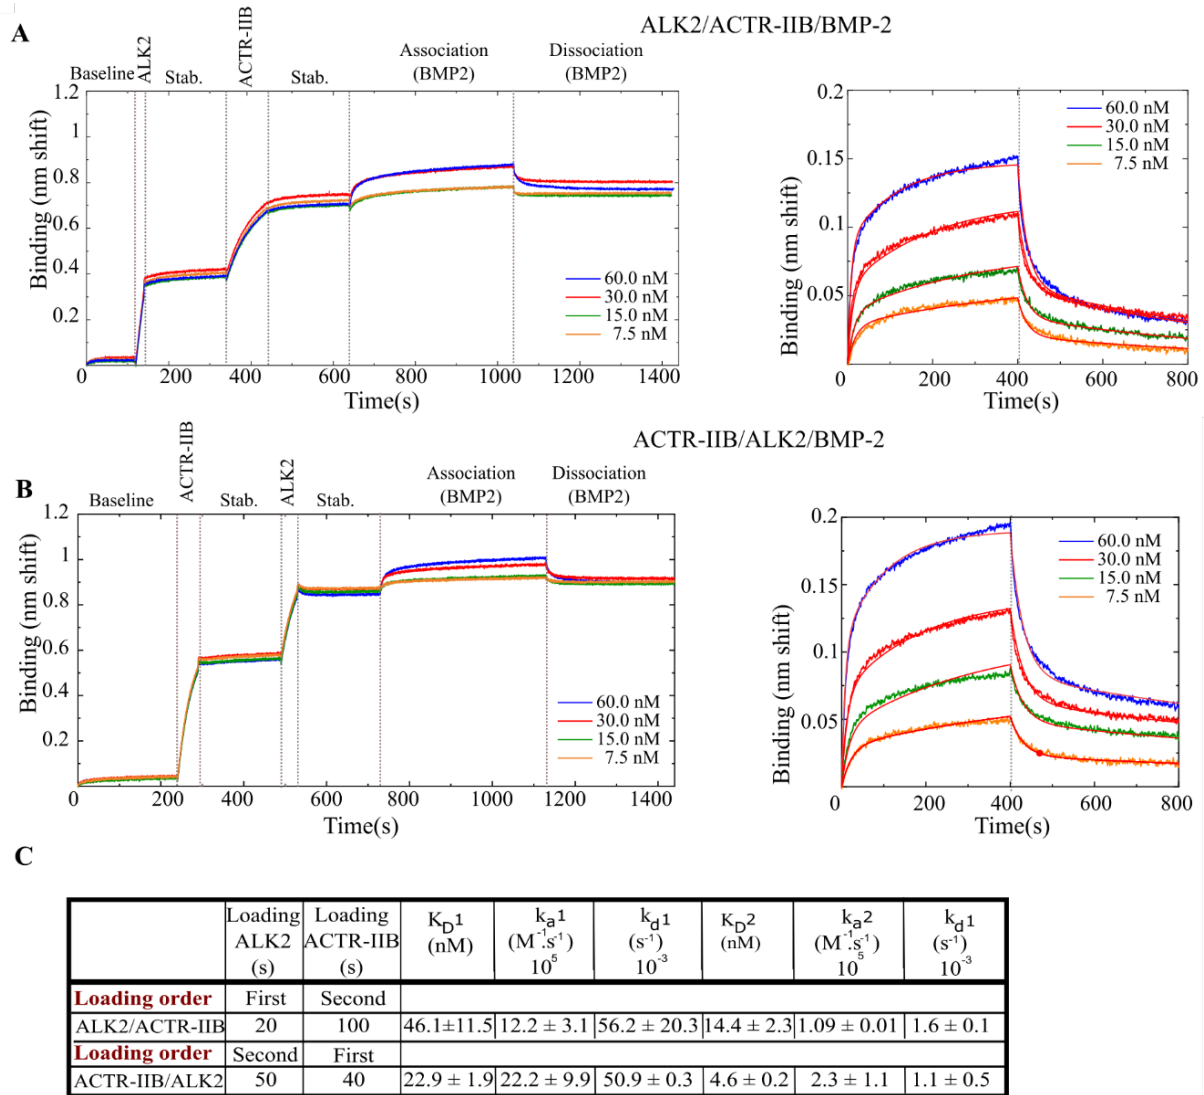 A
ALK2/ACTR-IIB/BMP-2
Baseline
ALK2
Stab.
ACTR-IIB
Stab.
Association
(BMP2)
Dissociation
(BMP2)
1.2
1
0.8
0.6
0.4
0.2
0 200 400 600 800 1000 1200 1400
Binding (nm shift)
Time(s)
60.0 nM
30.0 nM
15.0 nM
7.5 nM
0.2
0.15
0.1
0.05
0 200 400 600 800
Binding (nm shift)
Time(s)
60.0 nM
30.0 nM
15.0 nM
7.5 nM
B
ACTR-IIB/ALK2/BMP-2
Baseline
ACTR-IIB
Stab.
ALK2
Stab.
Association
(BMP2)
Dissociation
(BMP2)
1.2
1
0.8
0.6
0.4
0.2
0 200 400 600 800 1000 1200 1400
Binding (nm shift)
Time(s)
60.0 nM
30.0 nM
15.0 nM
7.5 nM
0.2
0.15
0.1
0.05
0 200 400 600 800
Binding (nm shift)
Time(s)
60.0 nM
30.0 nM
15.0 nM
7.5 nM
C
Loading ALK2 (s) Loading ACTR-IIB (s) KD1 (nM) ka1 (M-1.s-1) 10^5 kd1 (s-1) 10-3 KD2 (nM) ka2 (M-1.s-1) 10^5 kd1 (s-1) 10-3
Loading order First Second
ALK2/ACTR-IIB 20 100 46.1±11.5 12.2 ± 3.1 56.2 ± 20.3 14.4 ± 2.3 1.09 ± 0.01 1.6 ± 0.1
Loading order Second First
ACTR-IIB/ALK2 50 40 22.9 ± 1.9 22.2 ± 9.9 50.9 ± 0.3 4.6 ± 0.2 2.3 ± 1.1 1.1 ± 0.5